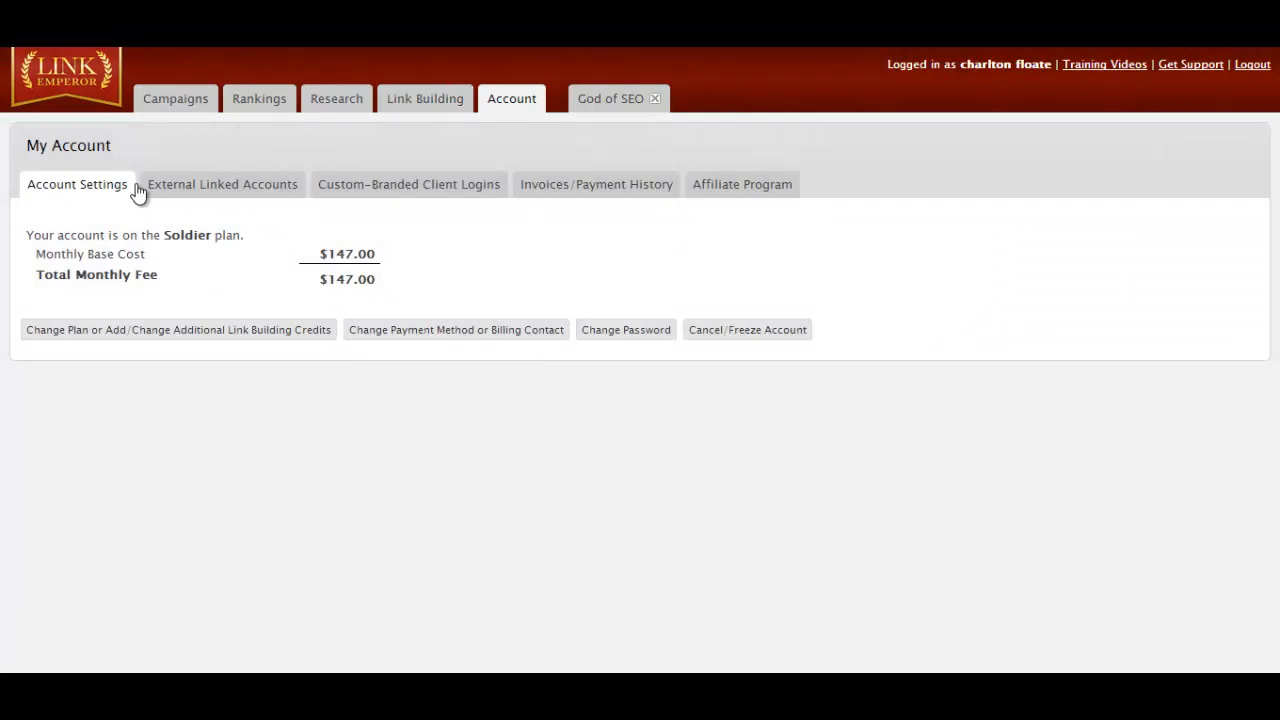 LINK
EMPEROR
Logged in as charlton floate | Training Videos | Get Support | Logout
Campaigns Rankings Research Link Building Account God of SEO
My Account
Account Settings External Linked Accounts Custom-Branded Client Logins Invoices/Payment History Affiliate Program
Your account is on the Soldier plan.
Monthly Base Cost $147.00
Total Monthly Fee $147.00
Change Plan or Add/Change Additional Link Building Credits Change Payment Method or Billing Contact Change Password Cancel/Freeze Account